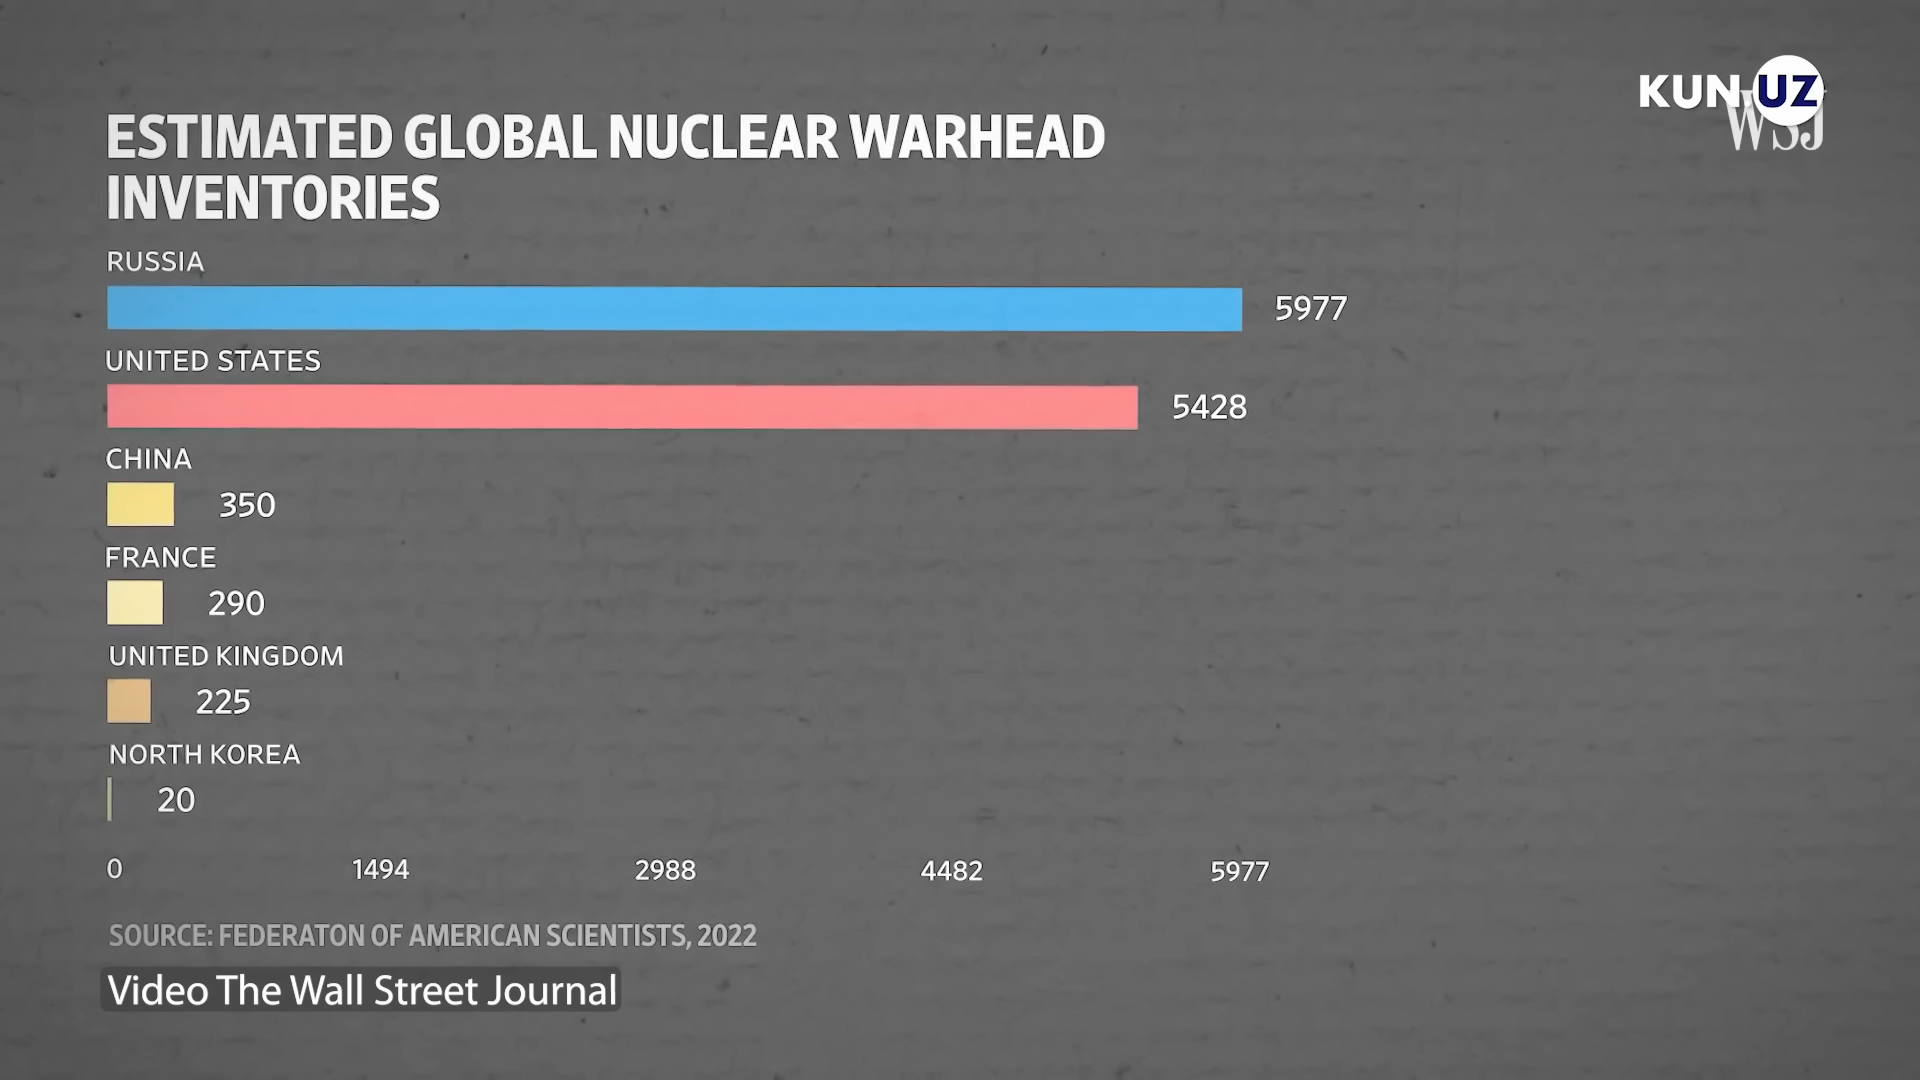 KUN.UZ
WSJ
ESTIMATED GLOBAL NUCLEAR WARHEAD
INVENTORIES
RUSSIA
5977
UNITED STATES
5428
CHINA
350
FRANCE
290
UNITED KINGDOM
225
NORTH KOREA
20
0 1494 2988 4482 5977
SOURCE: FEDERATON OF AMERICAN SCIENTISTS, 2022
Video The Wall Street Journal